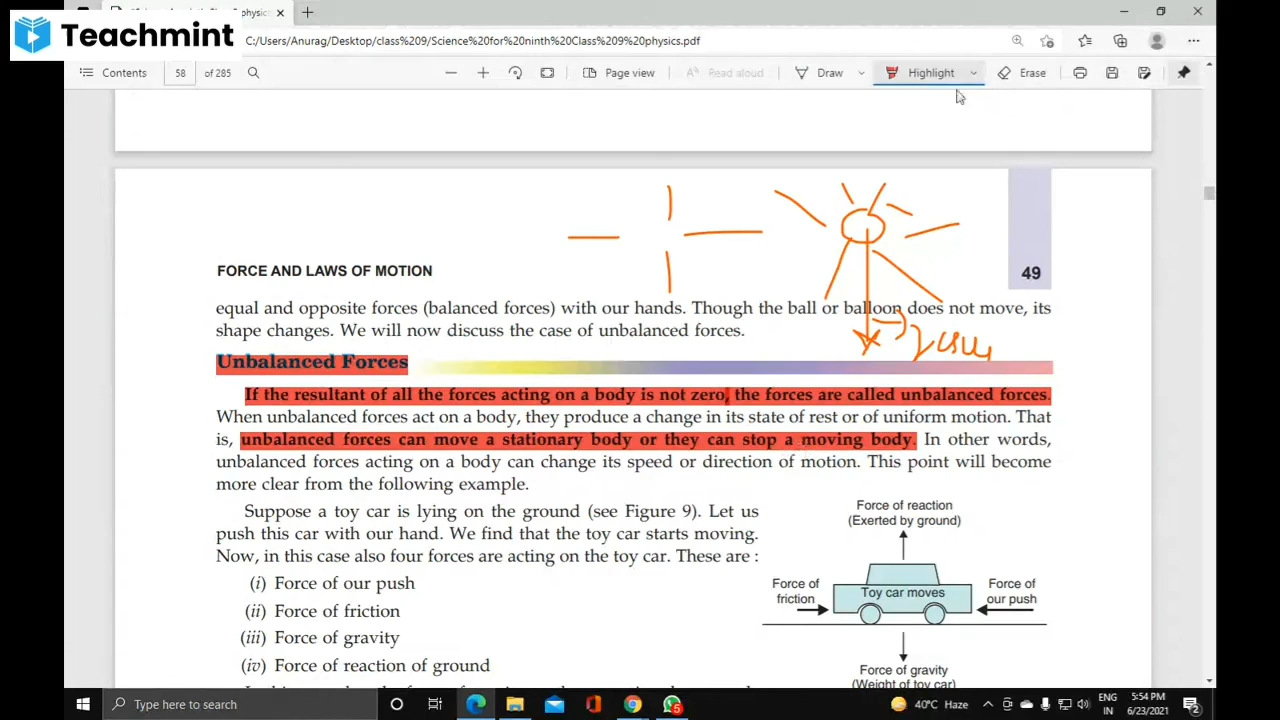 Teachmint
C:/Users/Anurag/Desktop/class%209/Science%20for%20ninth%20Class%209%20physics.pdf
Contents 58 of 285 Page view Read aloud Draw Highlight Erase
FORCE AND LAWS OF MOTION
49
equal and opposite forces (balanced forces) with our hands. Though the ball or balloon does not move, its
shape changes. We will now discuss the case of unbalanced forces.
Unbalanced Forces
If the resultant of all the forces acting on a body is not zero, the forces are called unbalanced forces.
When unbalanced forces act on a body, they produce a change in its state of rest or of uniform motion. That
is, unbalanced forces can move a stationary body or they can stop a moving body. In other words,
unbalanced forces acting on a body can change its speed or direction of motion. This point will become
more clear from the following example.
Suppose a toy car is lying on the ground (see Figure 9). Let us
push this car with our hand. We find that the toy car starts moving.
Now, in this case also four forces are acting on the toy car. These are :
(i) Force of our push
(ii) Force of friction
(iii) Force of gravity
(iv) Force of reaction of ground
Force of reaction
(Exerted by ground)
Force of
friction
Toy car moves
Force of
our push
Force of gravity
(Weight of toy car)
Type here to search
5
40°C Haze
ENG
IN
5:54 PM
6/23/2021
2